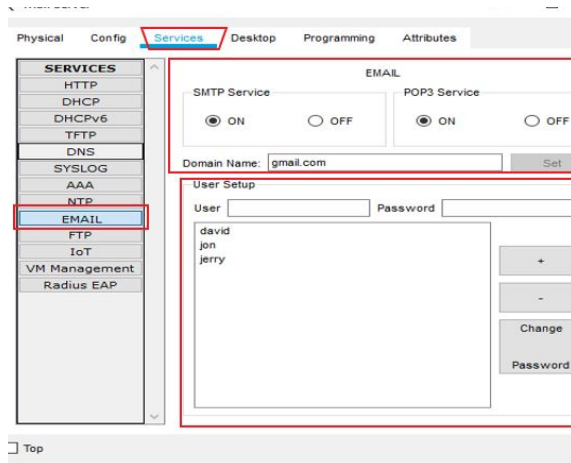 Physical Config Services Desktop Programming Attributes
SERVICES
HTTP
DHCP
DHCPv6
TFTP
DNS
SYSLOG
AAA
NTP
EMAIL
FTP
IoT
VM Management
Radius EAP
EMAIL
SMTP Service
ON OFF
POP3 Service
ON OFF
Domain Name: gmail.com Set
User Setup
User Password
david
jon
jerry
+
-
Change
Password
Top